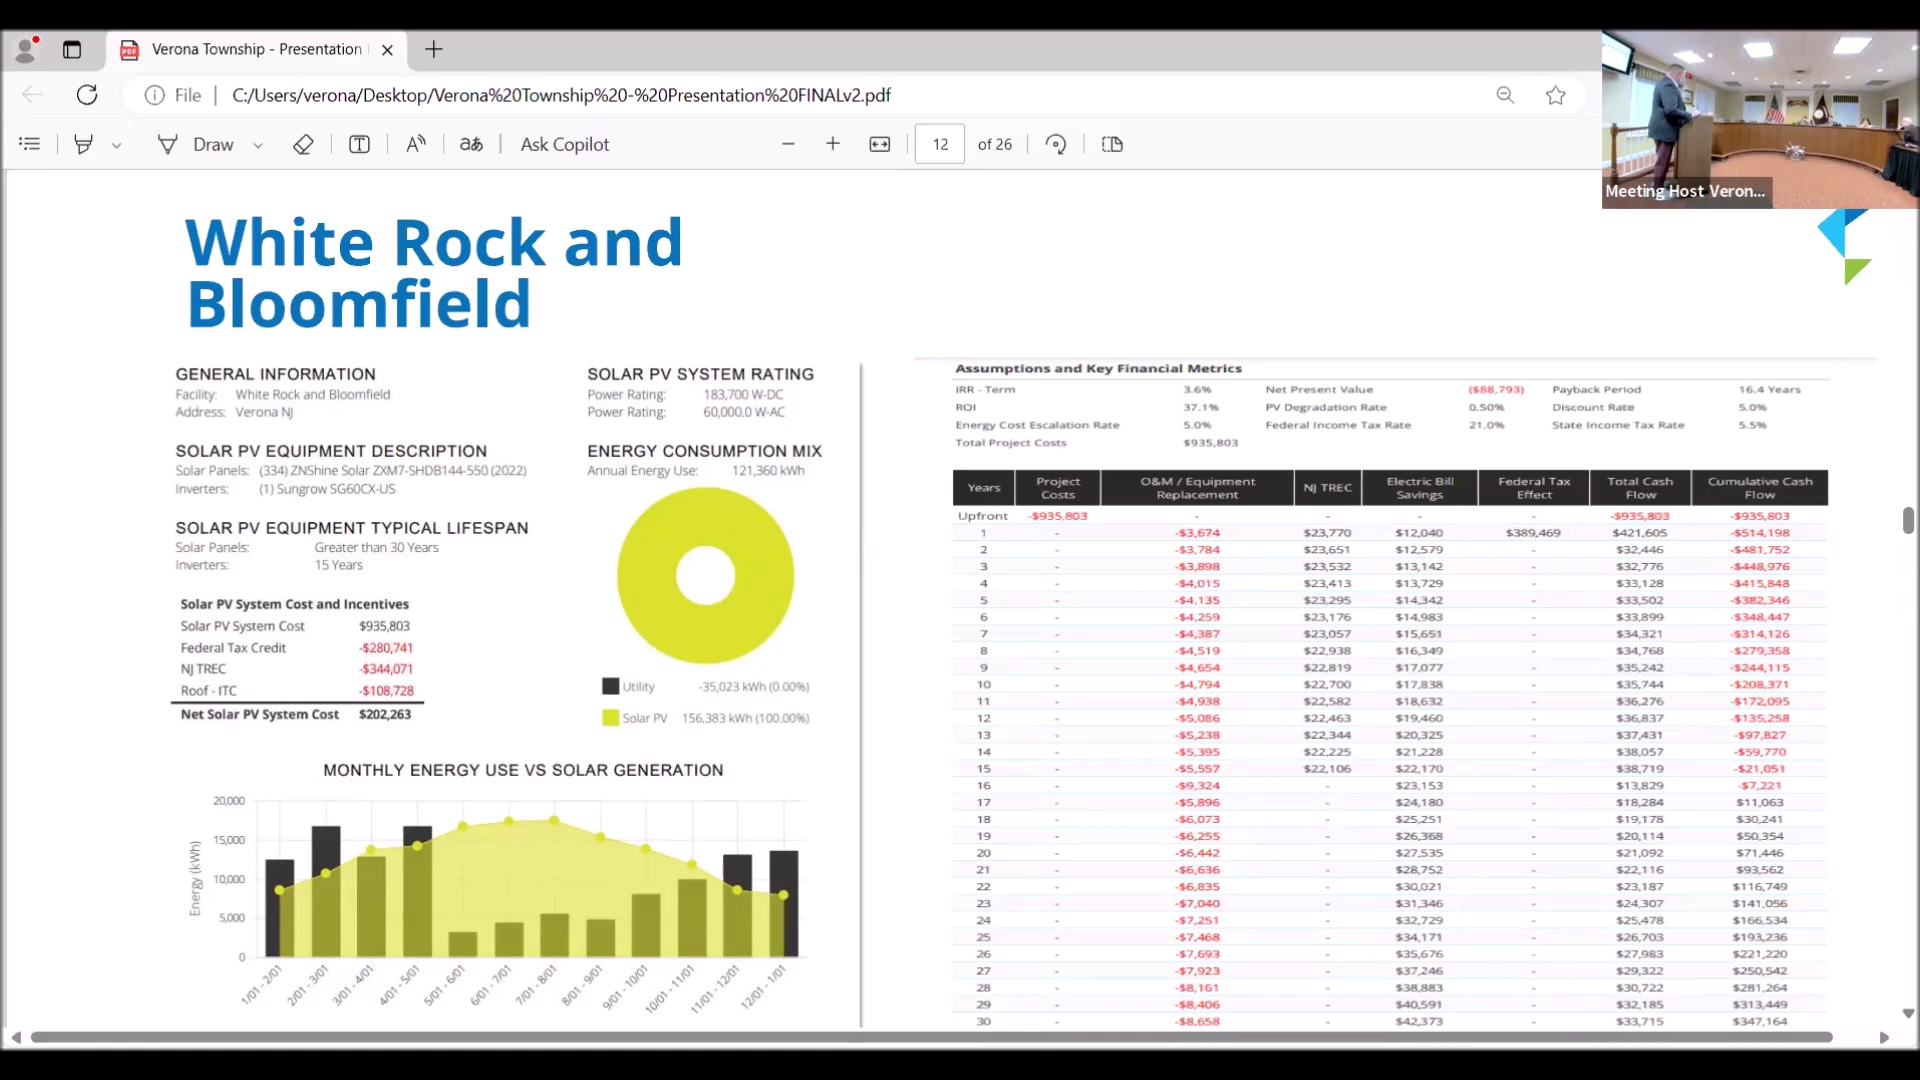 Verona Township - Presentation
File | C:/Users/verona/Desktop/Verona%20Township%20-%20Presentation%20FINALv2.pdf
Draw
Ask Copilot
12 of 26
Meeting Host Veron...
White Rock and
Bloomfield
GENERAL INFORMATION
Facility: White Rock and Bloomfield
Address: Verona NJ
SOLAR PV EQUIPMENT DESCRIPTION
Solar Panels: (334) ZNShine Solar ZXM7-SHDB144-550 (2022)
Inverters: (1) Sungrow SG60CX-US
SOLAR PV EQUIPMENT TYPICAL LIFESPAN
Solar Panels: Greater than 30 Years
Inverters: 15 Years
Solar PV System Cost and Incentives
Solar PV System Cost $935,803
Federal Tax Credit -$280,741
NJ TREC -$344,071
Roof - ITC -$108,728
Net Solar PV System Cost $202,263
SOLAR PV SYSTEM RATING
Power Rating: 183,700 W-DC
Power Rating: 60,000.0 W-AC
ENERGY CONSUMPTION MIX
Annual Energy Use: 121,360 kWh
Utility -35,023 kWh (0.00%)
Solar PV 156,383 kWh (100.00%)
MONTHLY ENERGY USE VS SOLAR GENERATION
Energy (kWh)
20,000
15,000
10,000
5,000
0
1/01 - 2/01 2/01 - 3/01 3/01 - 4/01 4/01 - 5/01 5/01 - 6/01 6/01 - 7/01 7/01 - 8/01 8/01 - 9/01 9/01 - 10/01 10/01 - 11/01 11/01 - 12/01 12/01 - 1/01
Assumptions and Key Financial Metrics
IRR - Term 3.6% Net Present Value ($88,793) Payback Period 16.4 Years
ROI 37.1% PV Degradation Rate 0.50% Discount Rate 5.0%
Energy Cost Escalation Rate 5.0% Federal Income Tax Rate 21.0% State Income Tax Rate 5.5%
Total Project Costs $935,803
Years Project Costs O&M / Equipment Replacement NJ TREC Electric Bill Savings Federal Tax Effect Total Cash Flow Cumulative Cash Flow
Upfront -$935,803 - - - - -$935,803 -$935,803
1 - -$3,674 $23,770 $12,040 $389,469 $421,605 -$514,198
2 - -$3,784 $23,651 $12,579 - $32,446 -$481,752
3 - -$3,898 $23,532 $13,142 - $32,776 -$448,976
4 - -$4,015 $23,413 $13,729 - $33,128 -$415,848
5 - -$4,135 $23,295 $14,342 - $33,502 -$382,346
6 - -$4,259 $23,176 $14,983 - $33,899 -$348,447
7 - -$4,387 $23,057 $15,651 - $34,321 -$314,126
8 - -$4,519 $22,938 $16,349 - $34,768 -$279,358
9 - -$4,654 $22,819 $17,077 - $35,242 -$244,115
10 - -$4,794 $22,700 $17,838 - $35,744 -$208,371
11 - -$4,938 $22,582 $18,632 - $36,276 -$172,095
12 - -$5,086 $22,463 $19,460 - $36,837 -$135,258
13 - -$5,238 $22,344 $20,325 - $37,431 -$97,827
14 - -$5,395 $22,225 $21,228 - $38,057 -$59,770
15 - -$5,557 $22,106 $22,170 - $38,719 -$21,051
16 - -$9,324 - $23,153 - $13,829 -$7,221
17 - -$5,896 - $24,180 - $18,284 $11,063
18 - -$6,073 - $25,251 - $19,178 $30,241
19 - -$6,255 - $26,368 - $20,114 $50,354
20 - -$6,442 - $27,535 - $21,092 $71,446
21 - -$6,636 - $28,752 - $22,116 $93,562
22 - -$6,835 - $30,021 - $23,187 $116,749
23 - -$7,040 - $31,346 - $24,307 $141,056
24 - -$7,251 - $32,729 - $25,478 $166,534
25 - -$7,468 - $34,171 - $26,703 $193,236
26 - -$7,693 - $35,676 - $27,983 $221,220
27 - -$7,923 - $37,246 - $29,322 $250,542
28 - -$8,161 - $38,883 - $30,722 $281,264
29 - -$8,406 - $40,591 - $32,185 $313,449
30 - -$8,658 - $42,373 - $33,715 $347,164